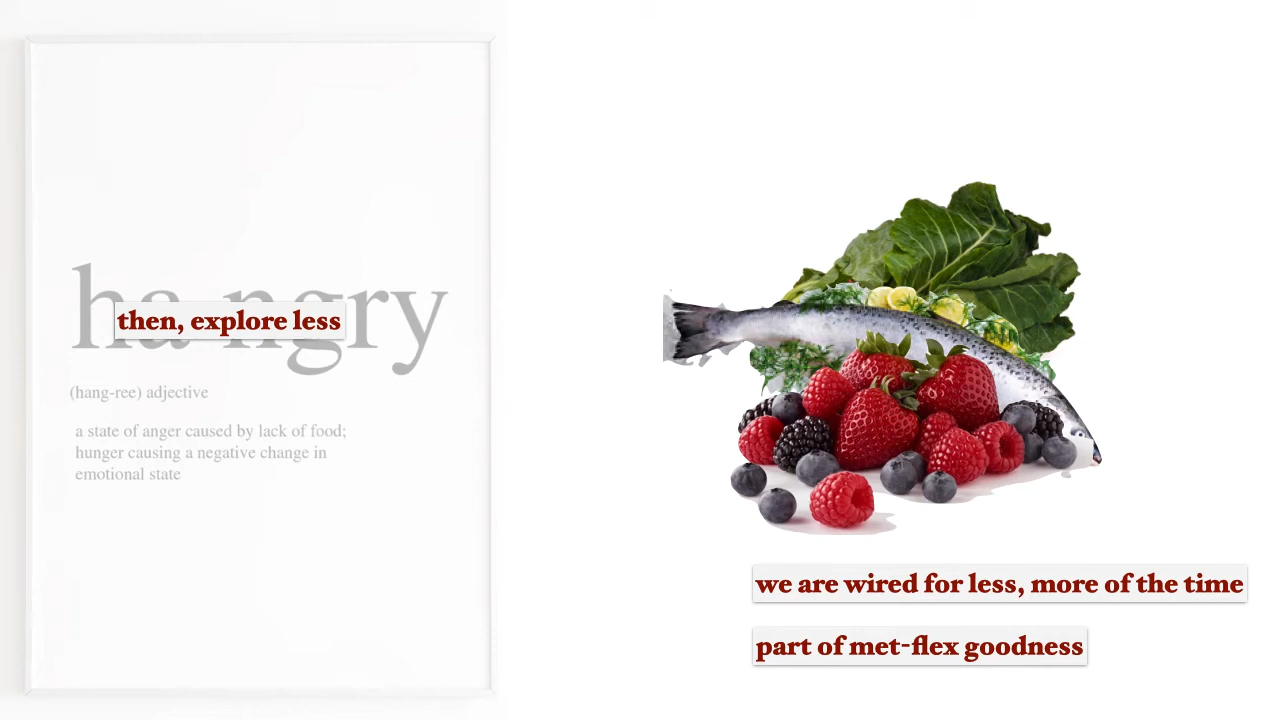 hangry
then, explore less
(hang-ree) adjective
a state of anger caused by lack of food;
hunger causing a negative change in
emotional state
we are wired for less, more of the time
part of met-flex goodness